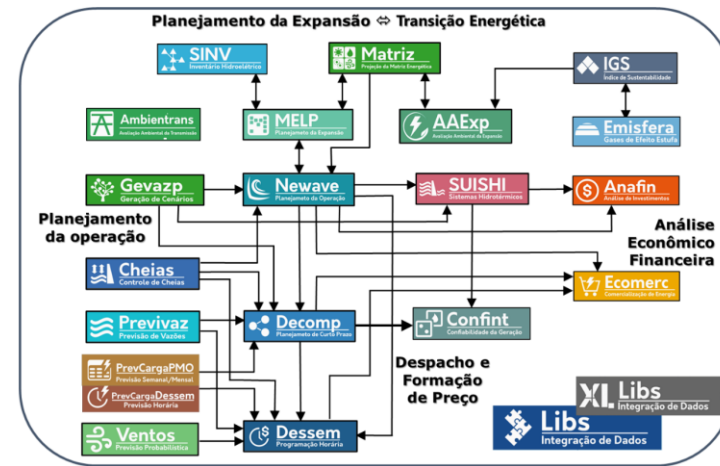 Planejamento da Expansão ⇔ Transição Energética
SINV
Inventário Hidroelétrico
Matriz
Projeção da Matriz Energética
IGS
Índice de Sustentabilidade
Ambientrans
Avaliação Ambiental da Transmissão
MELP
Planejamento da Expansão
AAExp
Avaliação Ambiental da Expansão
Emisfera
Gases de Efeito Estufa
Gevazp
Geração de Cenários
Newave
Planejamento da Operação
SUISHI
Sistemas Hidrotérmicos
Anafin
Análise de Investimentos
Planejamento
da operação
Análise
Econômico
Financeira
Cheias
Controle de Cheias
Ecomerc
Comercialização de Energia
Previvaz
Previsão de Vazões
Decomp
Planejamento de Curto Prazo
Confint
Confiabilidade da Geração
PrevCargaPMO
Previsão Semanal/Mensal
PrevCargaDessem
Previsão Horária
Despacho e
Formação
de Preço
XL Libs
Integração de Dados
Ventos
Previsão Probabilística
Dessem
Programação Horária
Libs
Integração de Dados